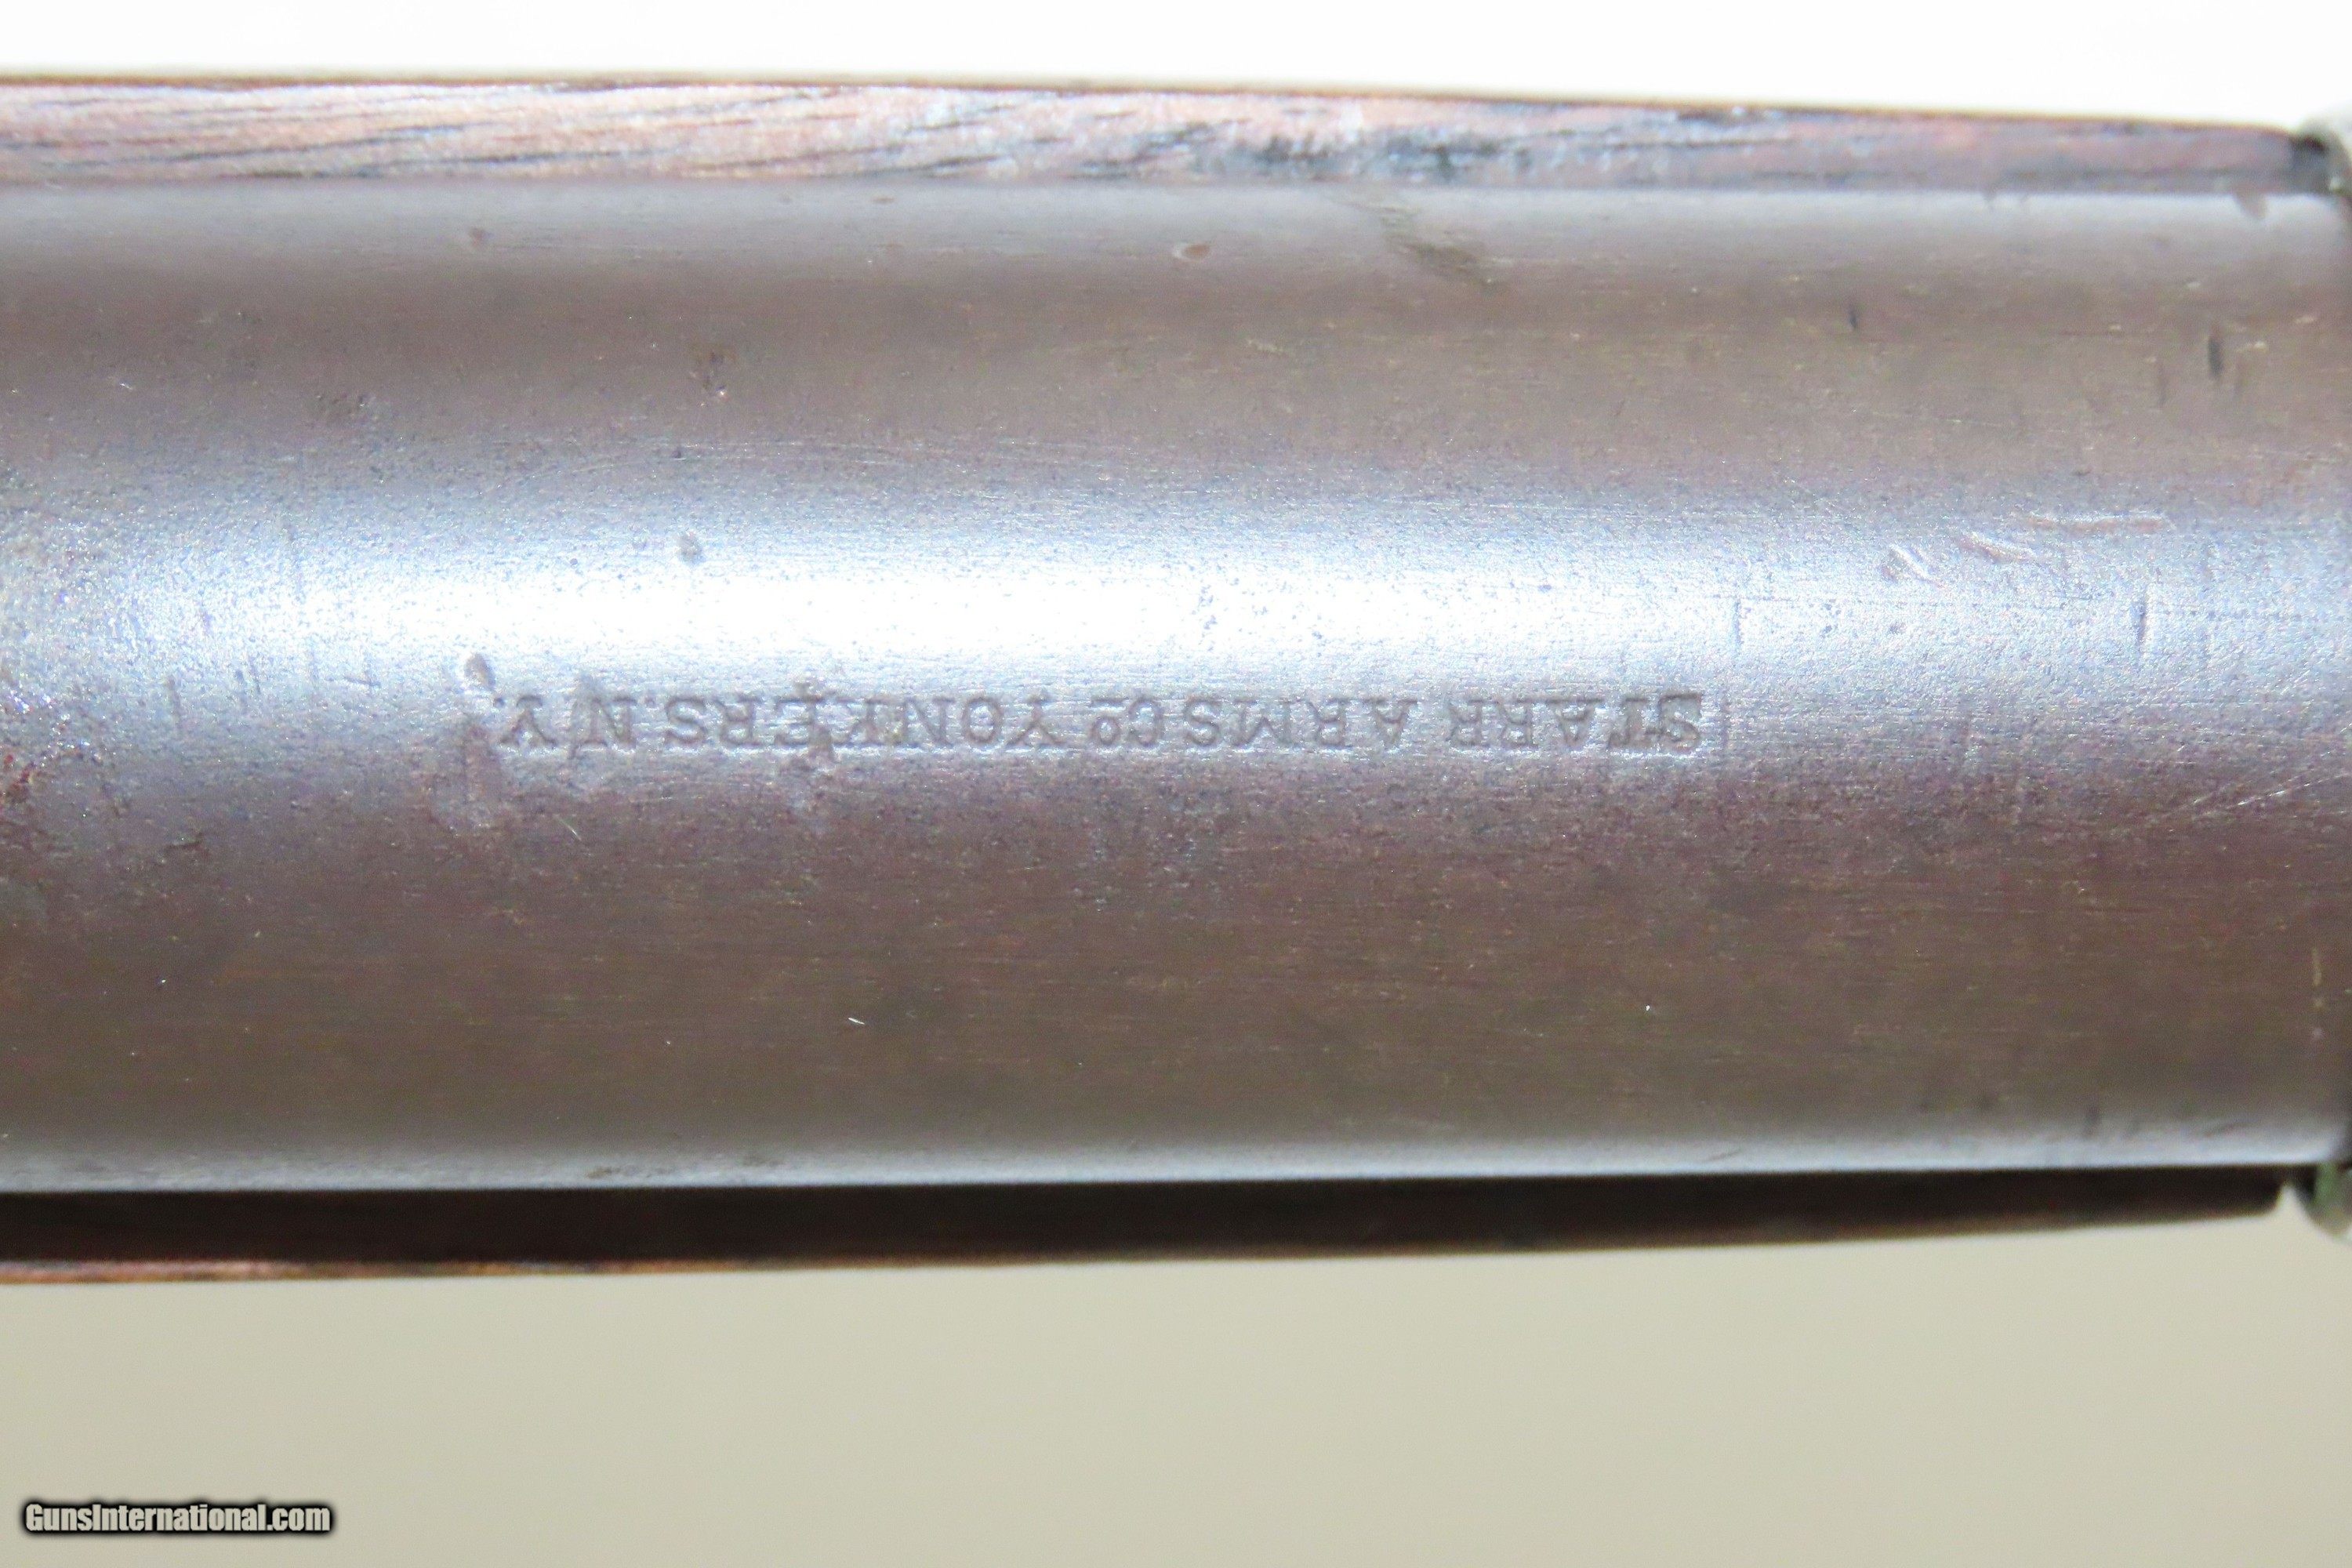 STARR ARMS Co YONKERS. N.Y.
GunsInternational.com